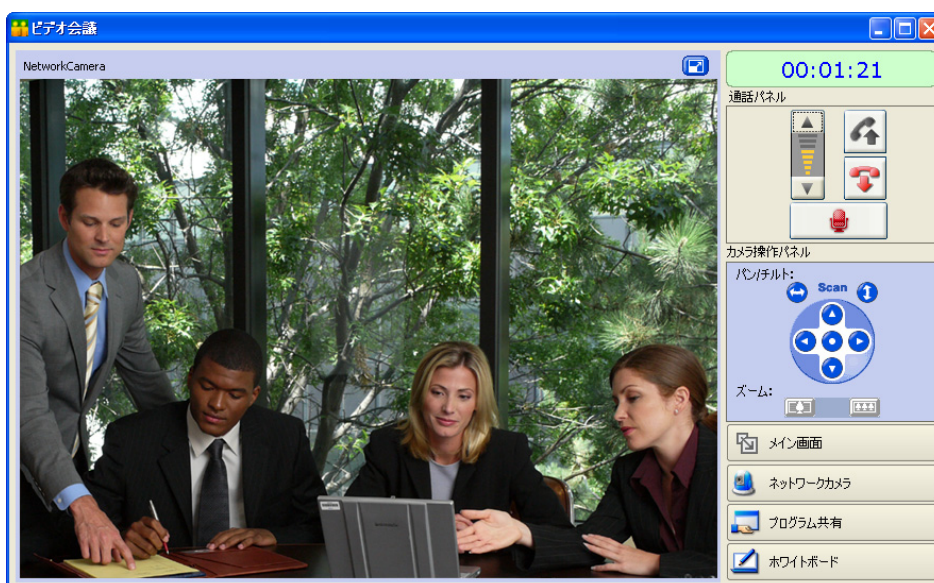 ビデオ会議
NetworkCamera
00:01:21
通話パネル
カメラ操作パネル
パン/チルト:
Scan
ズーム:
メイン画面
ネットワークカメラ
プログラム共有
ホワイトボード